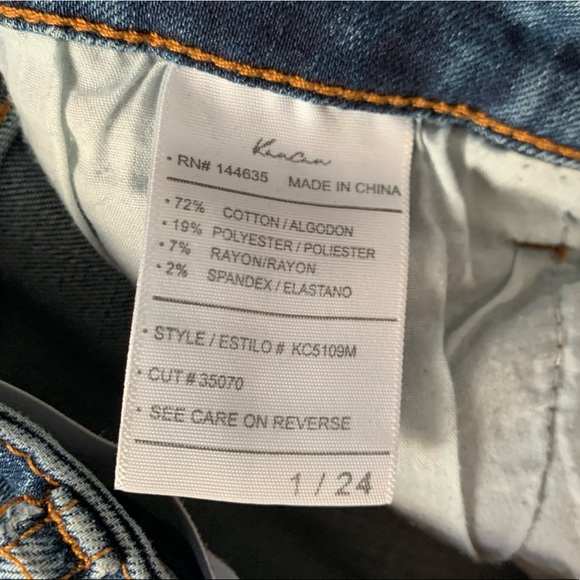 KanCan
• RN# 144635 MADE IN CHINA
• 72% COTTON / ALGODON
• 19% POLYESTER / POLIESTER
• 7% RAYON/RAYON
• 2% SPANDEX / ELASTANO
• STYLE / ESTILO # KC5109M
• CUT # 35070
• SEE CARE ON REVERSE
1 / 24